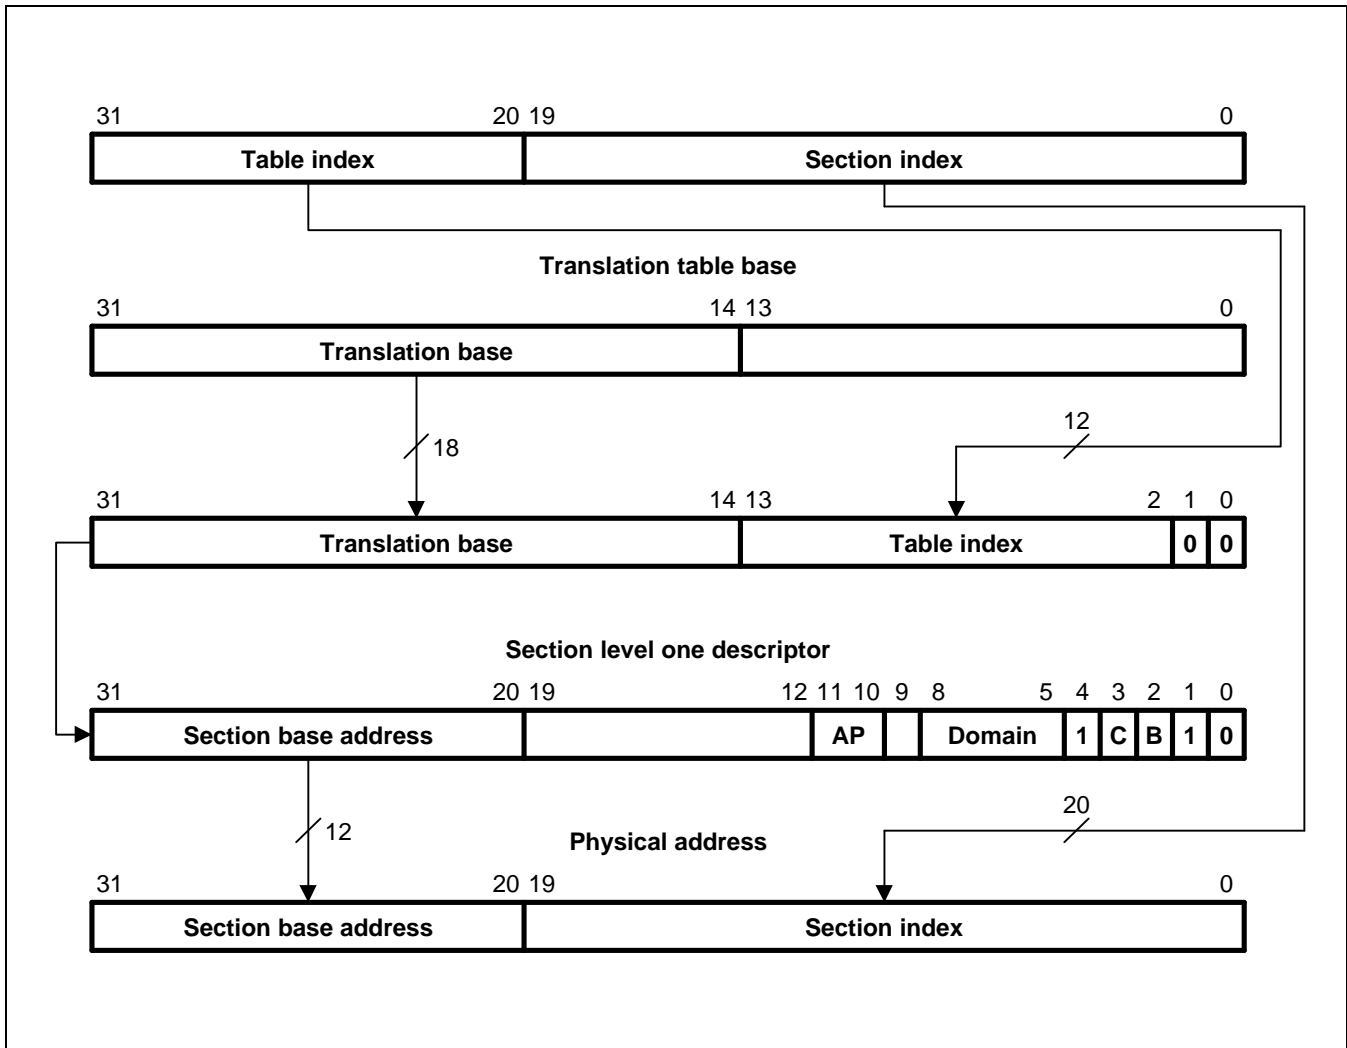 31 20 19 0
Table index Section index
Translation table base
31 14 13 0
Translation base
18 12
31 14 13 2 1 0
Translation base Table index 0 0
Section level one descriptor
31 20 19 12 11 10 9 8 5 4 3 2 1 0
Section base address AP Domain 1 C B 1 0
12 Physical address 20
31 20 19 0
Section base address Section index